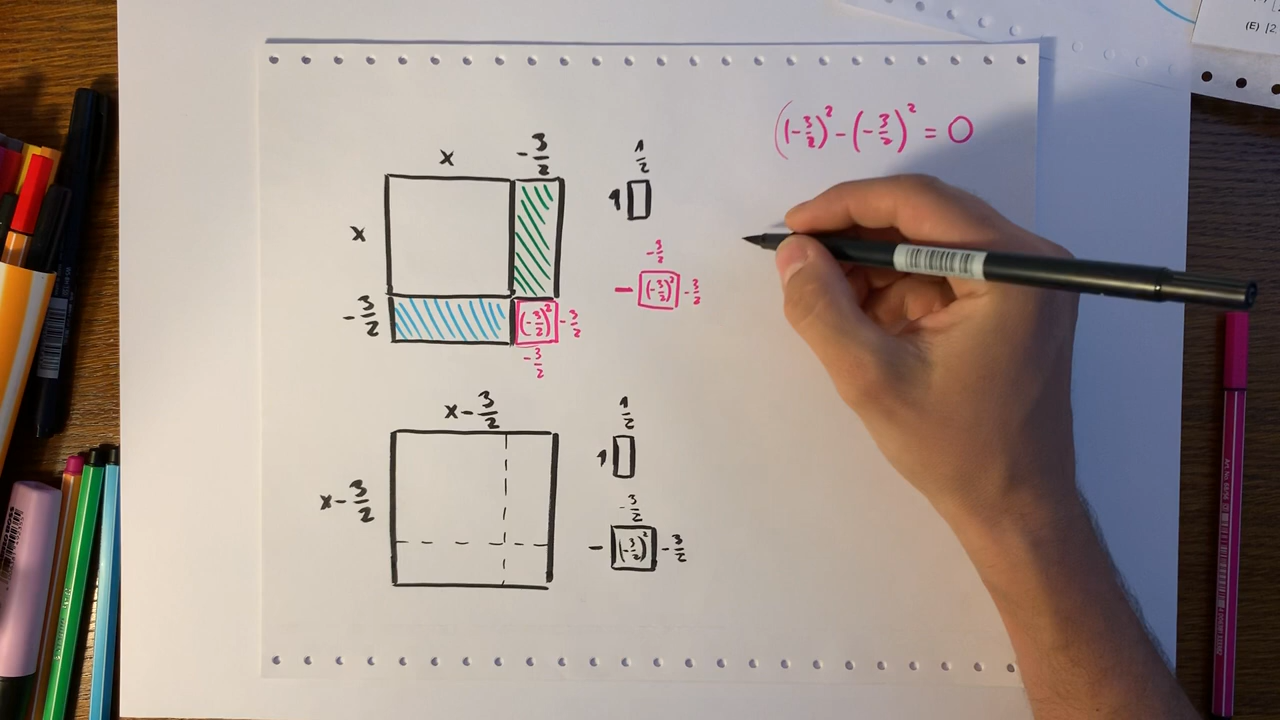 (E) |2
((-3/2)² - (-3/2)² = 0
x -3/2
x
-3/2
(-3/2)² -3/2
-3/2
1/2
1
-3/2
- (-3/2)² -3/2
x-3/2
x-3/2
1/2
1
-3/2
- (-3/2)² -3/2